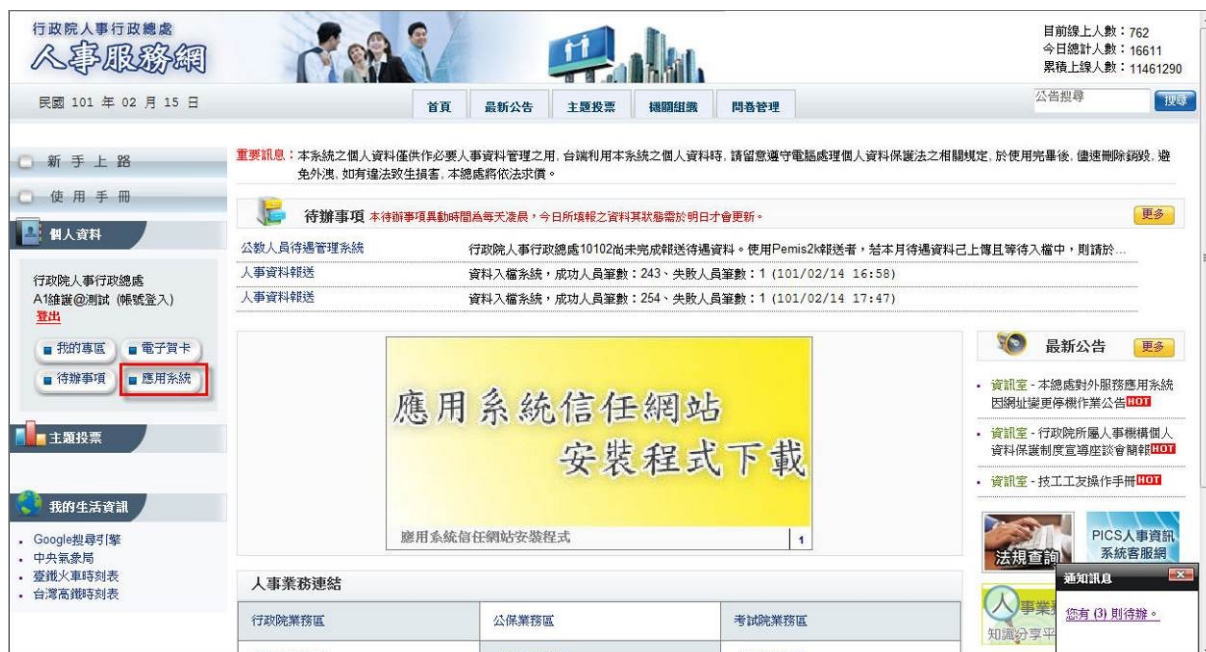 行政院人事行政總處
人事服務網
目前線上人數：762
今日總計人數：16611
累積上線人數：11461290
民國 101 年 02 月 15 日
首頁 最新公告 主題投票 機關組織 問卷管理
公告搜尋 搜尋
新手上路
使用手冊
個人資料
行政院人事行政總處
A1維護@測試 (帳號登入)
登出
我的專區 電子賀卡
待辦事項 應用系統
主題投票
我的生活資訊
Google搜尋引擎
中央氣象局
臺鐵火車時刻表
台灣高鐵時刻表
重要訊息：本系統之個人資料僅供作必要人事資料管理之用, 台端利用本系統之個人資料時, 請留意遵守電腦處理個人資料保護法之相關規定, 於使用完畢後, 儘速刪除銷毀, 避
免外洩, 如有違法致生損害, 本總處將依法求償。
待辦事項 本待辦事項異動時間為每天凌晨，今日所填報之資料其狀態需於明日才會更新。 更多
公教人員待遇管理系統 行政院人事行政總處10102尚未完成報送待遇資料。使用Pemis2k報送者，若本月待遇資料已上傳且等待入檔中，則請於...
人事資料報送 資料入檔系統，成功人員筆數：243、失敗人員筆數：1 (101/02/14 16:58)
人事資料報送 資料入檔系統，成功人員筆數：254、失敗人員筆數：1 (101/02/14 17:47)
應用系統信任網站
安裝程式下載
應用系統信任網站安裝程式 1
最新公告 更多
資訊室 - 本總處對外服務應用系統
因網址變更停機作業公告HOT
資訊室 - 行政院所屬人事機構個人
資料保護制度宣導座談會簡報HOT
資訊室 - 技工工友操作手冊HOT
法規查詢
PICS人事資訊
系統客服網
人事業
知識分享平
通知訊息
您有 (3) 則待辦。
人事業務連結
行政院業務區 公保業務區 考試院業務區